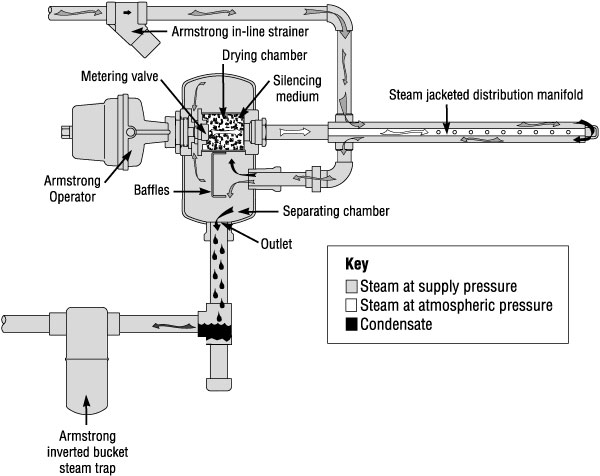 Armstrong in-line strainer
Drying chamber
Metering valve
Silencing
medium
Steam jacketed distribution manifold
Armstrong
Operator
Baffles
Separating chamber
Outlet
Key
Steam at supply pressure
Steam at atmospheric pressure
Condensate
Armstrong
inverted bucket
steam trap